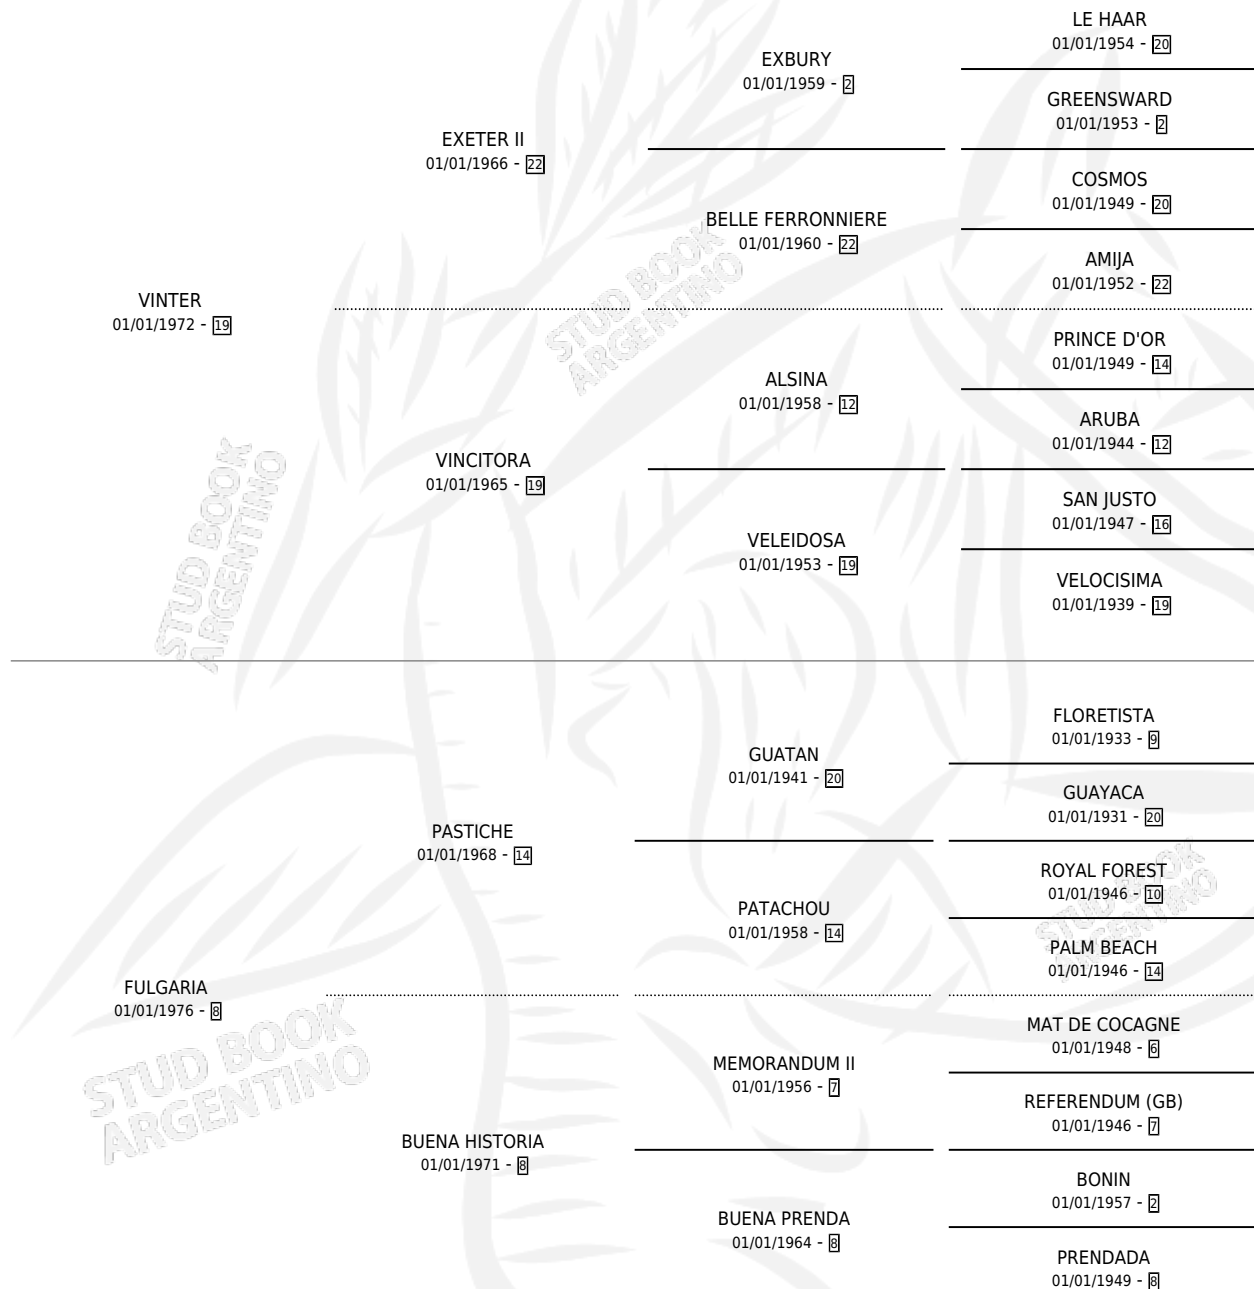 LE HAAR
01/01/1954 - 20
EXBURY
01/01/1959 - 2
GREENSWARD
01/01/1953 - 2
EXETER II
01/01/1966 - 22
COSMOS
01/01/1949 - 20
BELLE FERRONNIERE
01/01/1960 - 22
AMIJA
01/01/1952 - 22
VINTER
01/01/1972 - 19
PRINCE D'OR
01/01/1949 - 14
ALSINA
01/01/1958 - 12
ARUBA
01/01/1944 - 12
VINCITORA
01/01/1965 - 19
SAN JUSTO
01/01/1947 - 16
VELEIDOSA
01/01/1953 - 19
VELOCISIMA
01/01/1939 - 19
FLORETISTA
01/01/1933 - 9
GUATAN
01/01/1941 - 20
GUAYACA
01/01/1931 - 20
PASTICHE
01/01/1968 - 14
ROYAL FOREST
01/01/1946 - 10
PATACHOU
01/01/1958 - 14
PALM BEACH
01/01/1946 - 14
FULGARIA
01/01/1976 - 8
MAT DE COCAGNE
01/01/1948 - 6
MEMORANDUM II
01/01/1956 - 7
REFERENDUM (GB)
01/01/1946 - 7
BUENA HISTORIA
01/01/1971 - 8
BONIN
01/01/1957 - 2
BUENA PRENDA
01/01/1964 - 8
PRENDADA
01/01/1949 - 8
STUD BOOK
ARGENTINO
STUD BOOK
ARGENTINO
STUD BOOK
ARGENTINO
STUD BOOK
ARGENTINO